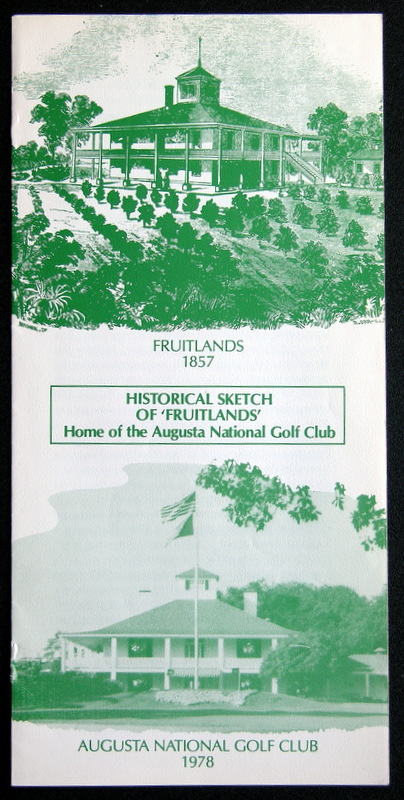 FRUITLANDS
1857
HISTORICAL SKETCH
OF 'FRUITLANDS'
Home of the Augusta National Golf Club
AUGUSTA NATIONAL GOLF CLUB
1978